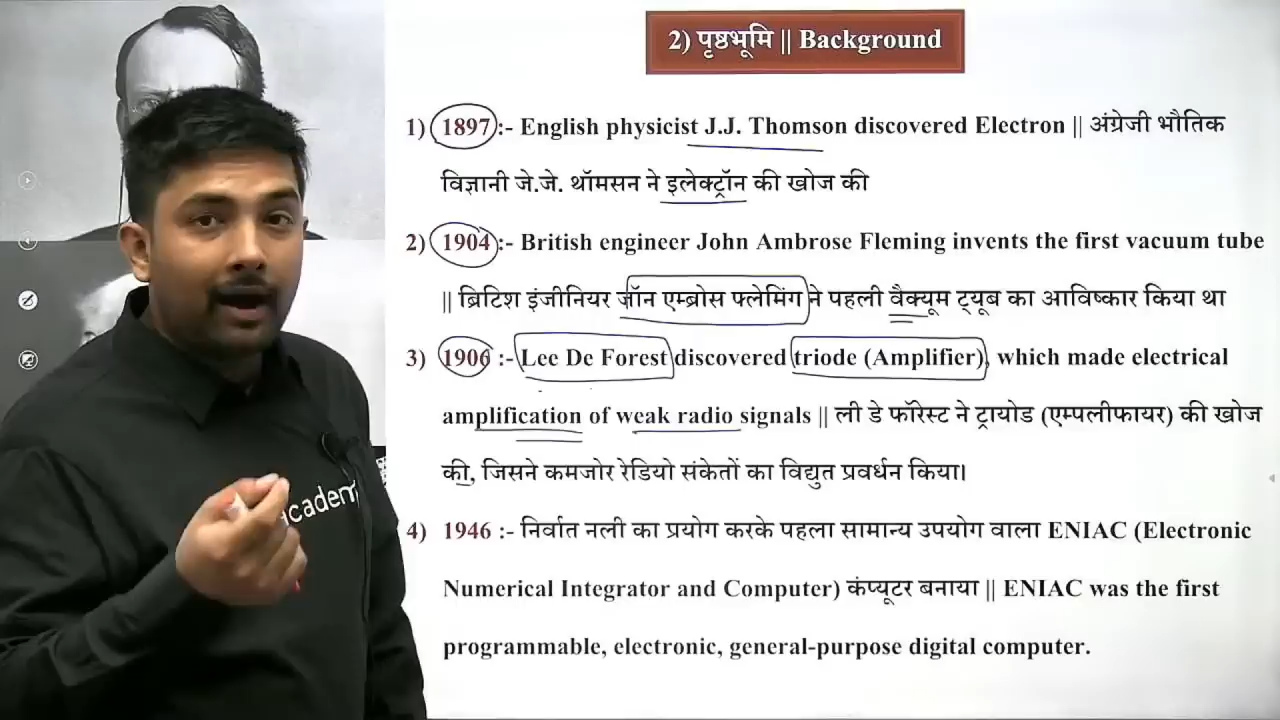 2) पृष्ठभूमि || Background
1) 1897 :- English physicist J.J. Thomson discovered Electron || अंग्रेजी भौतिक
विज्ञानी जे.जे. थॉमसन ने इलेक्ट्रॉन की खोज की
2) 1904 :- British engineer John Ambrose Fleming invents the first vacuum tube
|| ब्रिटिश इंजीनियर जॉन एम्ब्रोस फ्लेमिंग ने पहली वैक्यूम ट्यूब का आविष्कार किया था
3) 1906 :- Lee De Forest discovered triode (Amplifier), which made electrical
amplification of weak radio signals || ली डे फॉरेस्ट ने ट्रायोड (एम्पलीफायर) की खोज
की, जिसने कमजोर रेडियो संकेतों का विद्युत प्रवर्धन किया।
4) 1946 :- निर्वात नली का प्रयोग करके पहला सामान्य उपयोग वाला ENIAC (Electronic
Numerical Integrator and Computer) कंप्यूटर बनाया || ENIAC was the first
programmable, electronic, general-purpose digital computer.
academ